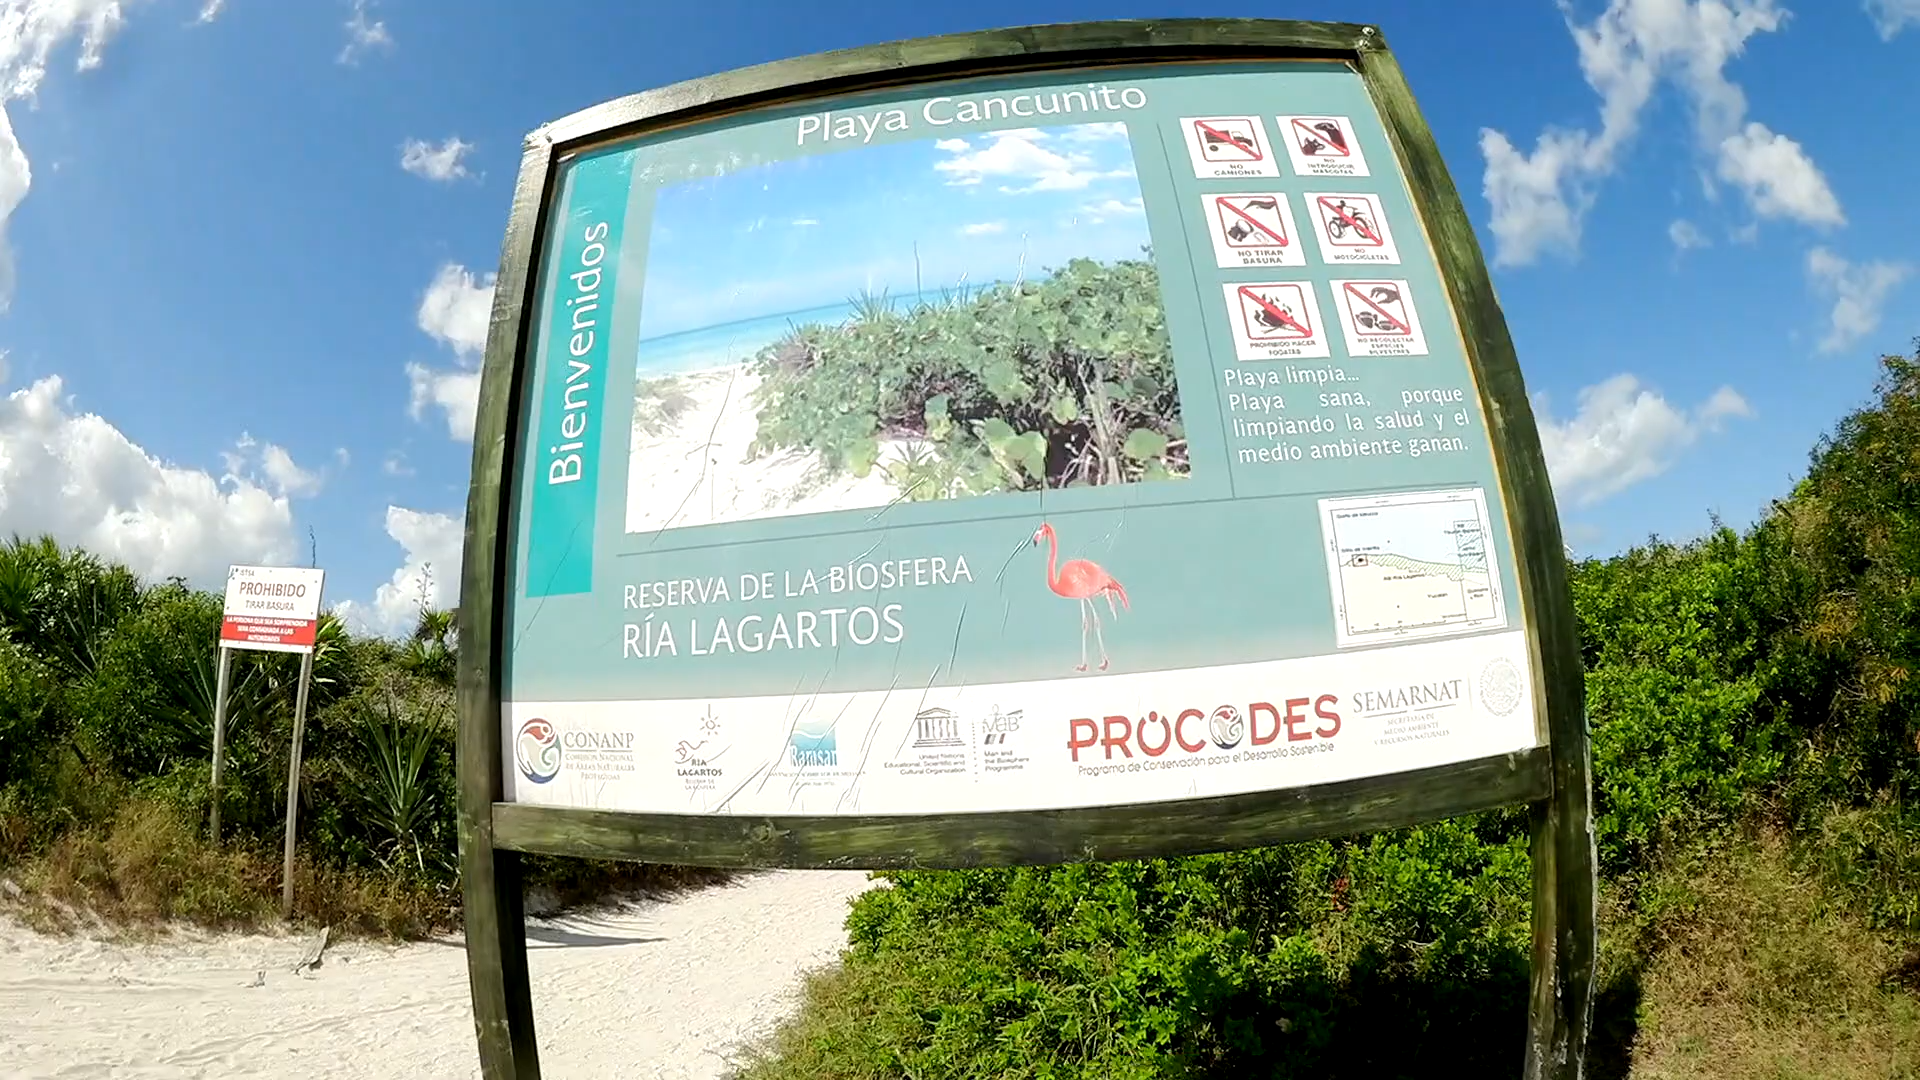 Playa Cancunito
Bienvenidos
NO
CAMIONES
NO
INTRODUCIR
MASCOTAS
NO TIRAR
BASURA
NO
MOTOCICLETAS
PROHIBIDO HACER
FOGATAS
NO RECOLECTAR
ESPECIES
SILVESTRES
Playa limpia...
Playa sana, porque
limpiando la salud y el
medio ambiente ganan.
RESERVA DE LA BIOSFERA
RÍA LAGARTOS
CONANP
COMISIÓN NACIONAL
DE ÁREAS NATURALES
PROTEGIDAS
RIA
LAGARTOS
Ramsar
UNESCO
United Nations
Educational, Scientific and
Cultural Organization
MaB
Man and
the Biosphere
Programme
PROCODES
Programa de Conservación para el Desarrollo Sostenible
SEMARNAT
SECRETARÍA DE
MEDIO AMBIENTE
Y RECURSOS NATURALES
PROHIBIDO
TIRAR BASURA
LA PERSONA QUE SEA SORPRENDIDA
SERA CONSIGNADA A LAS
AUTORIDADES